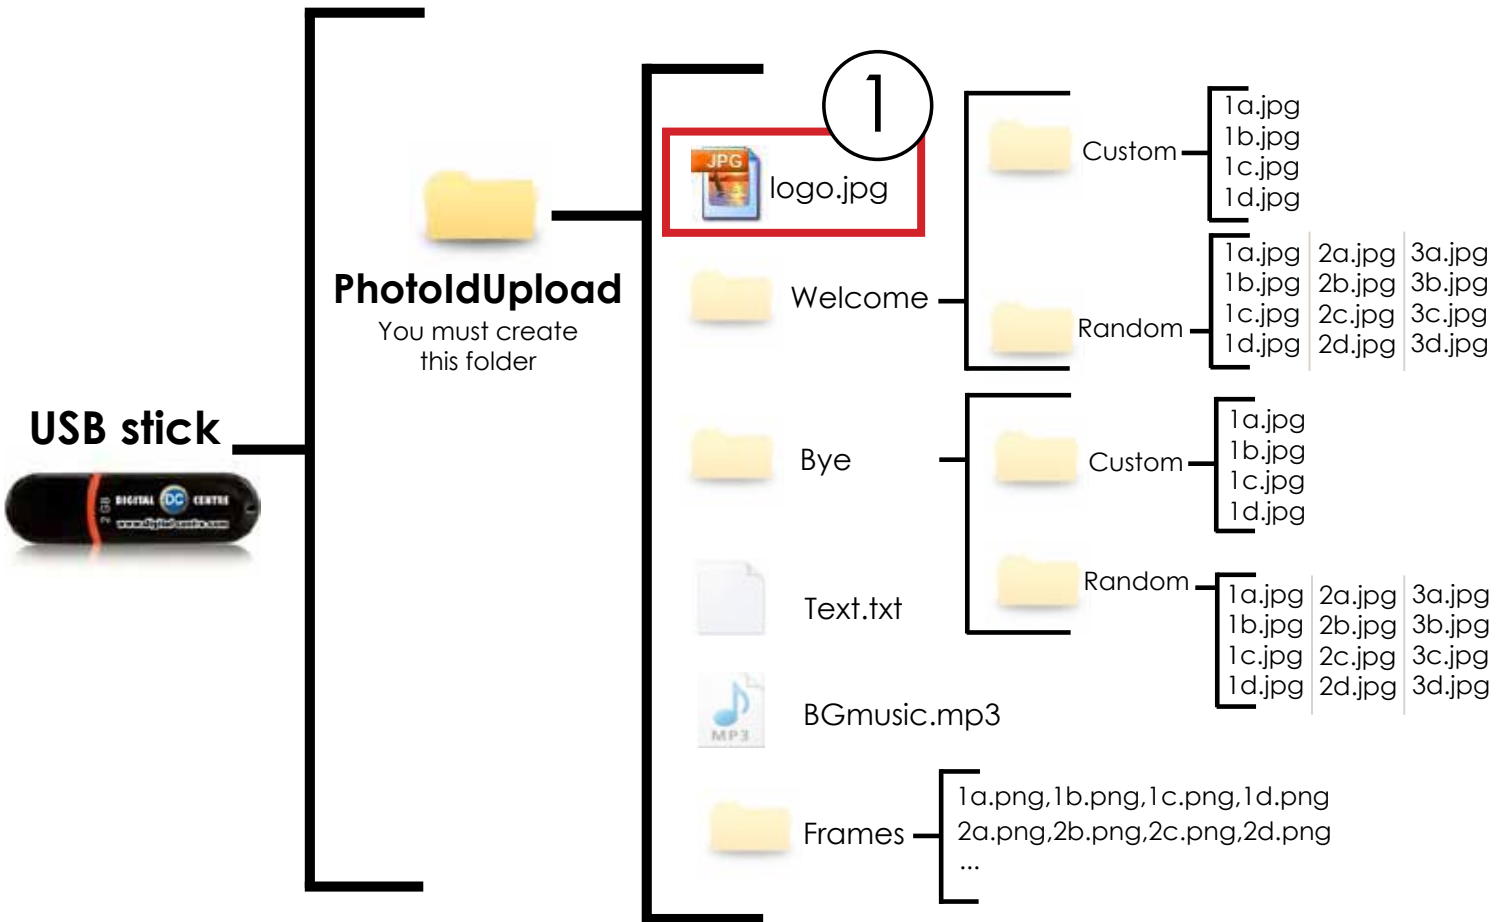 1
JPG
logo.jpg
Custom
1a.jpg
1b.jpg
1c.jpg
1d.jpg
PhotoIdUpload
You must create
this folder
Welcome
Random
1a.jpg 2a.jpg 3a.jpg
1b.jpg 2b.jpg 3b.jpg
1c.jpg 2c.jpg 3c.jpg
1d.jpg 2d.jpg 3d.jpg
USB stick
2 GB
DIGITAL DC CENTRE
www.digital-centre.com
Bye
Custom
1a.jpg
1b.jpg
1c.jpg
1d.jpg
Text.txt
Random
1a.jpg 2a.jpg 3a.jpg
1b.jpg 2b.jpg 3b.jpg
1c.jpg 2c.jpg 3c.jpg
1d.jpg 2d.jpg 3d.jpg
MP3
BGmusic.mp3
Frames
1a.png,1b.png,1c.png,1d.png
2a.png,2b.png,2c.png,2d.png
...